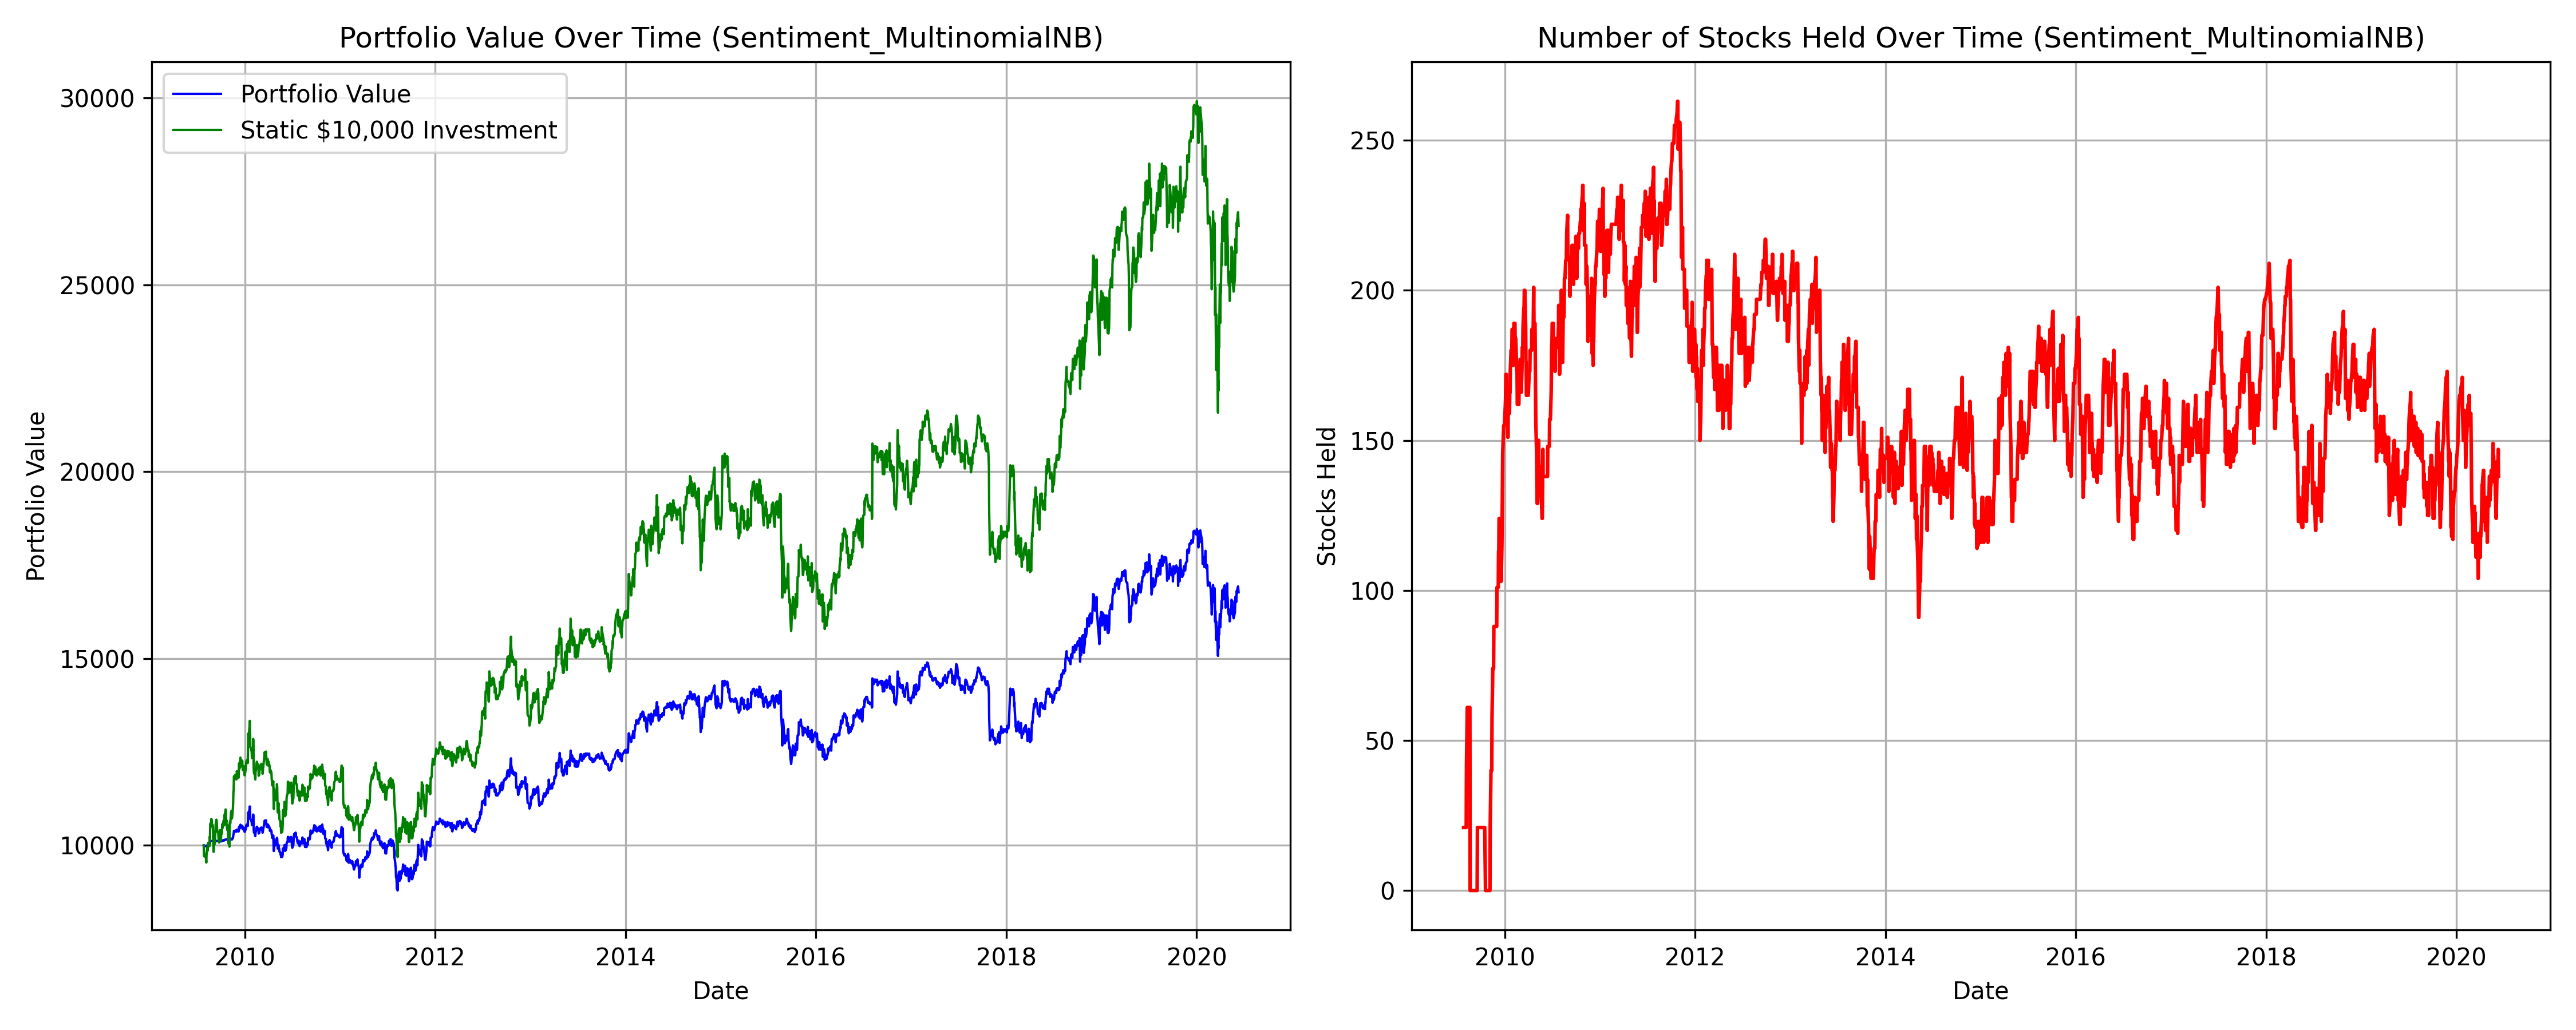 Portfolio Value Over Time (Sentiment_MultinomialNB)
Portfolio Value
Static $10,000 Investment
30000
25000
20000
15000
10000
Portfolio Value
2010
2012
2014
2016
2018
2020
Date
Number of Stocks Held Over Time (Sentiment_MultinomialNB)
250
200
150
100
50
0
Stocks Held
2010
2012
2014
2016
2018
2020
Date